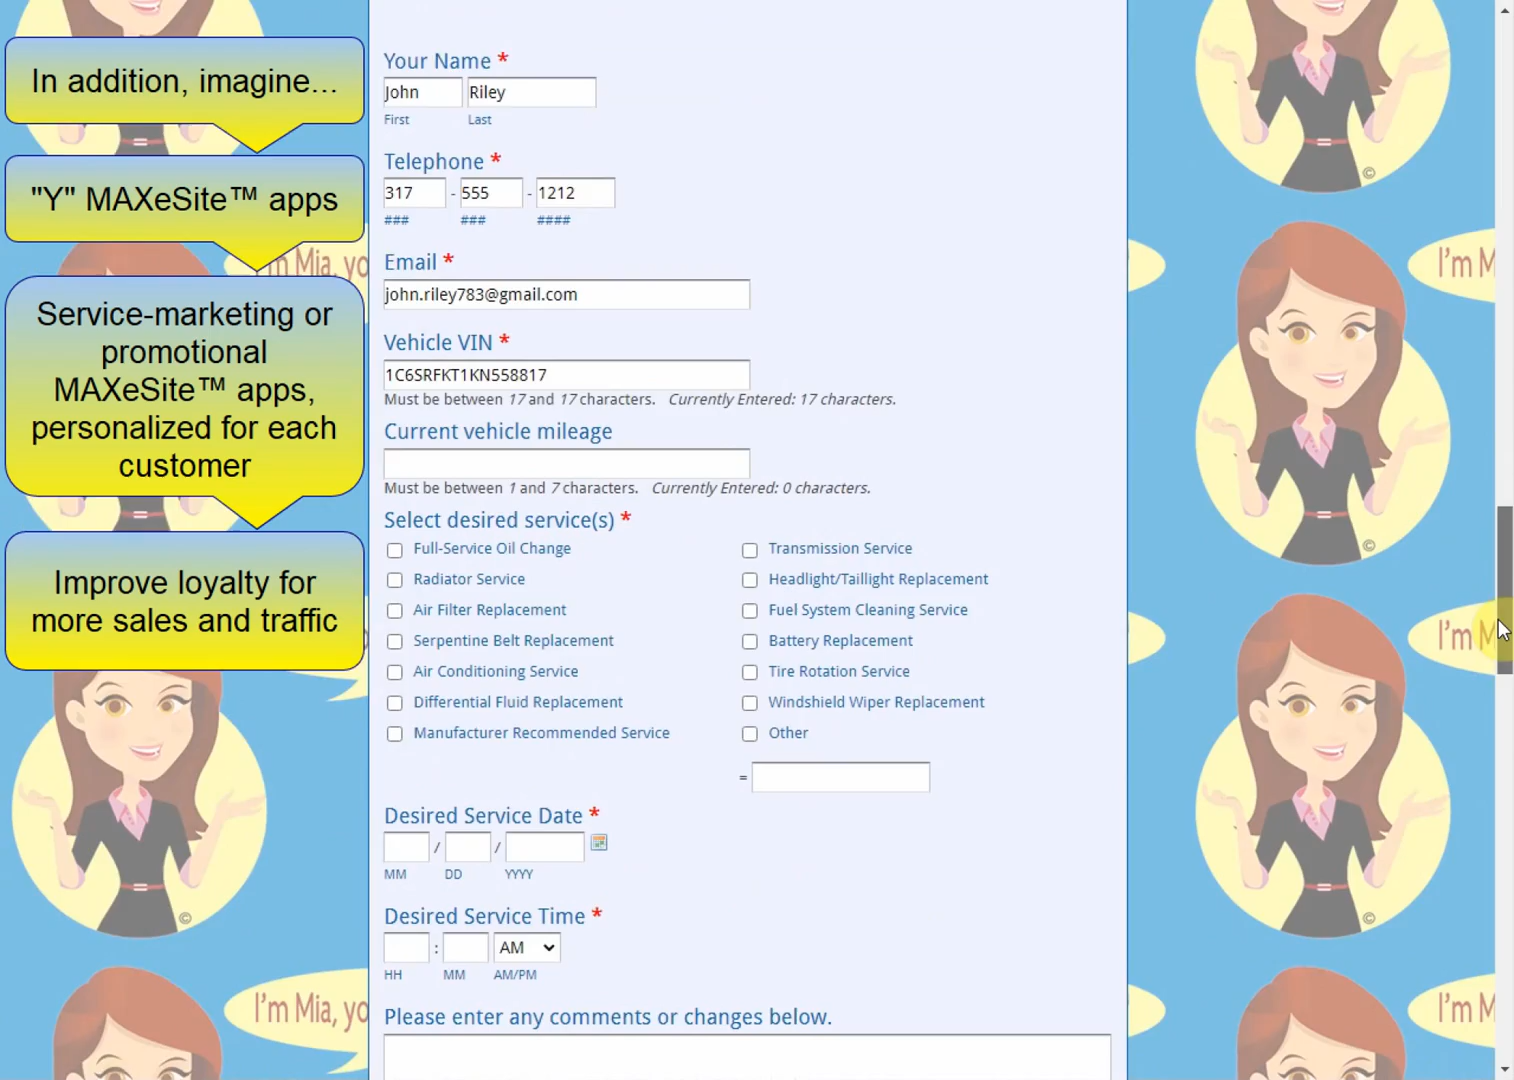 In addition, imagine...
"Y" MAXeSite™ apps
Service-marketing or
promotional
MAXeSite™ apps,
personalized for each
customer
Improve loyalty for
more sales and traffic
Your Name *
John Riley
First Last
Telephone *
317 - 555 - 1212
### ### ####
Email *
john.riley783@gmail.com
Vehicle VIN *
1C6SRFKT1KN558817
Must be between 17 and 17 characters. Currently Entered: 17 characters.
Current vehicle mileage
Must be between 1 and 7 characters. Currently Entered: 0 characters.
Select desired service(s) *
Full-Service Oil Change Transmission Service
Radiator Service Headlight/Taillight Replacement
Air Filter Replacement Fuel System Cleaning Service
Serpentine Belt Replacement Battery Replacement
Air Conditioning Service Tire Rotation Service
Differential Fluid Replacement Windshield Wiper Replacement
Manufacturer Recommended Service Other
=
Desired Service Date *
/ /
MM DD YYYY
Desired Service Time *
: AM
HH MM AM/PM
Please enter any comments or changes below.
I'm Mia, yo
I'm M
I'm M
I'm Mia, yo
I'm M
©
©
©
©
©